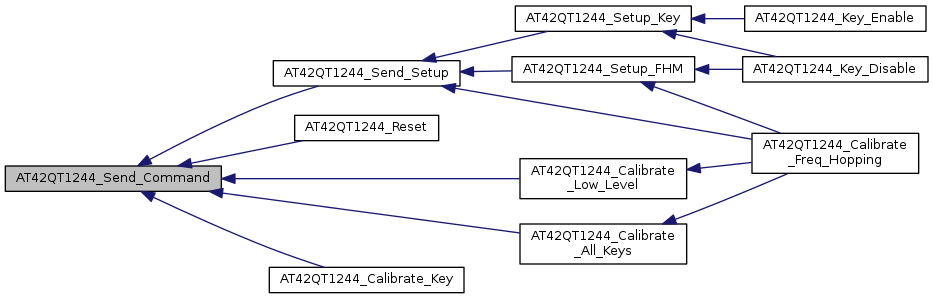 AT42QT1244_Setup_Key
AT42QT1244_Key_Enable
AT42QT1244_Send_Setup
AT42QT1244_Setup_FHM
AT42QT1244_Key_Disable
AT42QT1244_Reset
AT42QT1244_Calibrate
_Freq_Hopping
AT42QT1244_Send_Command
AT42QT1244_Calibrate
_Low_Level
AT42QT1244_Calibrate
_All_Keys
AT42QT1244_Calibrate_Key